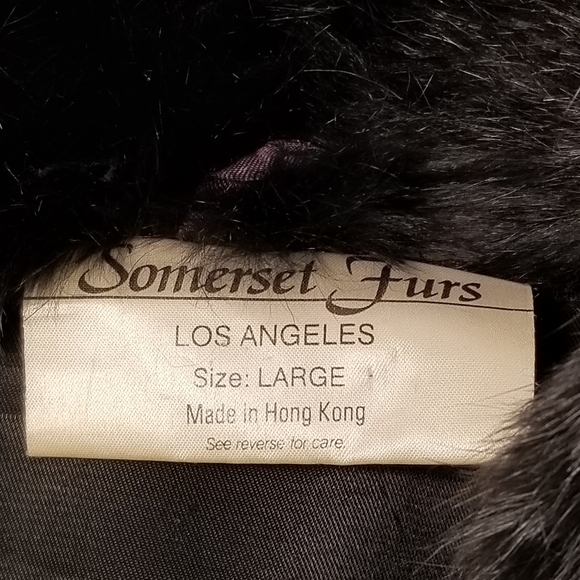 Somerset Furs
LOS ANGELES
Size: LARGE
Made in Hong Kong
See reverse for care.